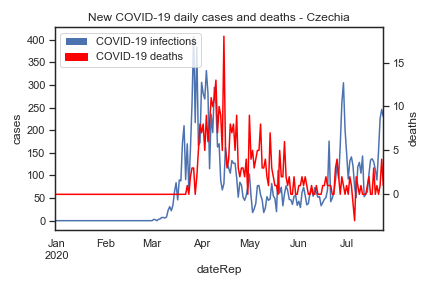 New COVID-19 daily cases and deaths - Czechia
COVID-19 infections
COVID-19 deaths
400
350
300
250
200
150
100
50
0
cases
15
10
5
0
deaths
Jan
2020
Feb
Mar
Apr
May
Jun
Jul
dateRep